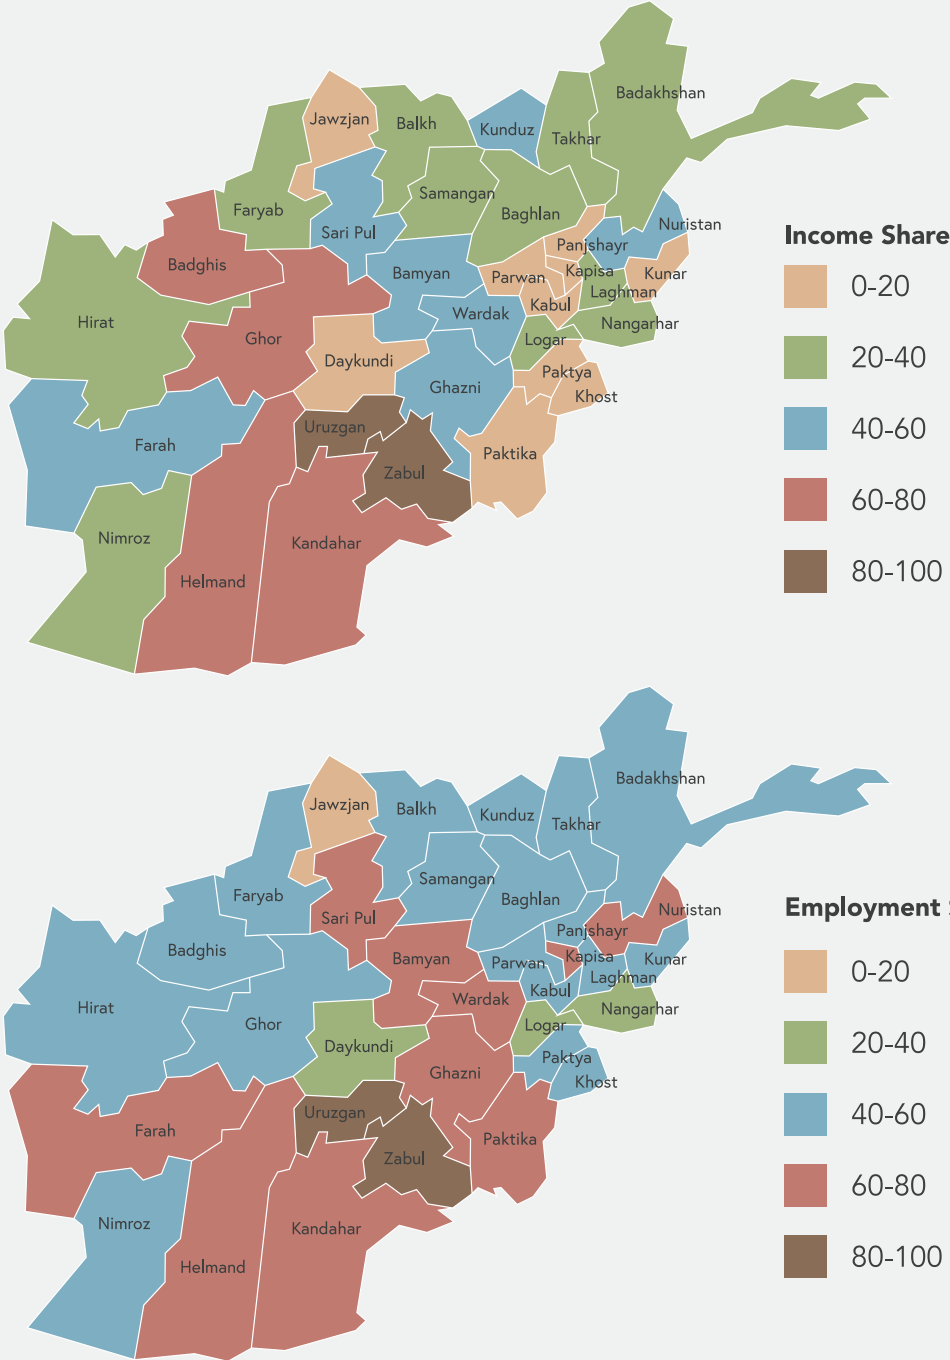 Badakhshan
Jawzjan
Balkh
Kunduz
Takhar
Samangan
Faryab
Baghlan
Nuristan
Sari Pul
Panjshayr
Income Share
Badghis
Bamyan
Parwan
Kapisa
Kunar
0-20
Laghman
Kabul
Hirat
Wardak
Nangarhar
Ghor
Logar
20-40
Daykundi
Paktya
Ghazni
Khost
Uruzgan
40-60
Farah
Paktika
Zabul
60-80
Nimroz
Kandahar
80-100
Helmand
Badakhshan
Jawzjan
Balkh
Kunduz
Takhar
Samangan
Faryab
Baghlan
Nuristan
Employment
Sari Pul
Panjshayr
Badghis
Bamyan
Parwan
Kapisa
Kunar
0-20
Laghman
Kabul
Hirat
Wardak
Nangarhar
Ghor
Logar
20-40
Daykundi
Paktya
Ghazni
Khost
Uruzgan
40-60
Farah
Paktika
Zabul
60-80
Nimroz
Kandahar
80-100
Helmand